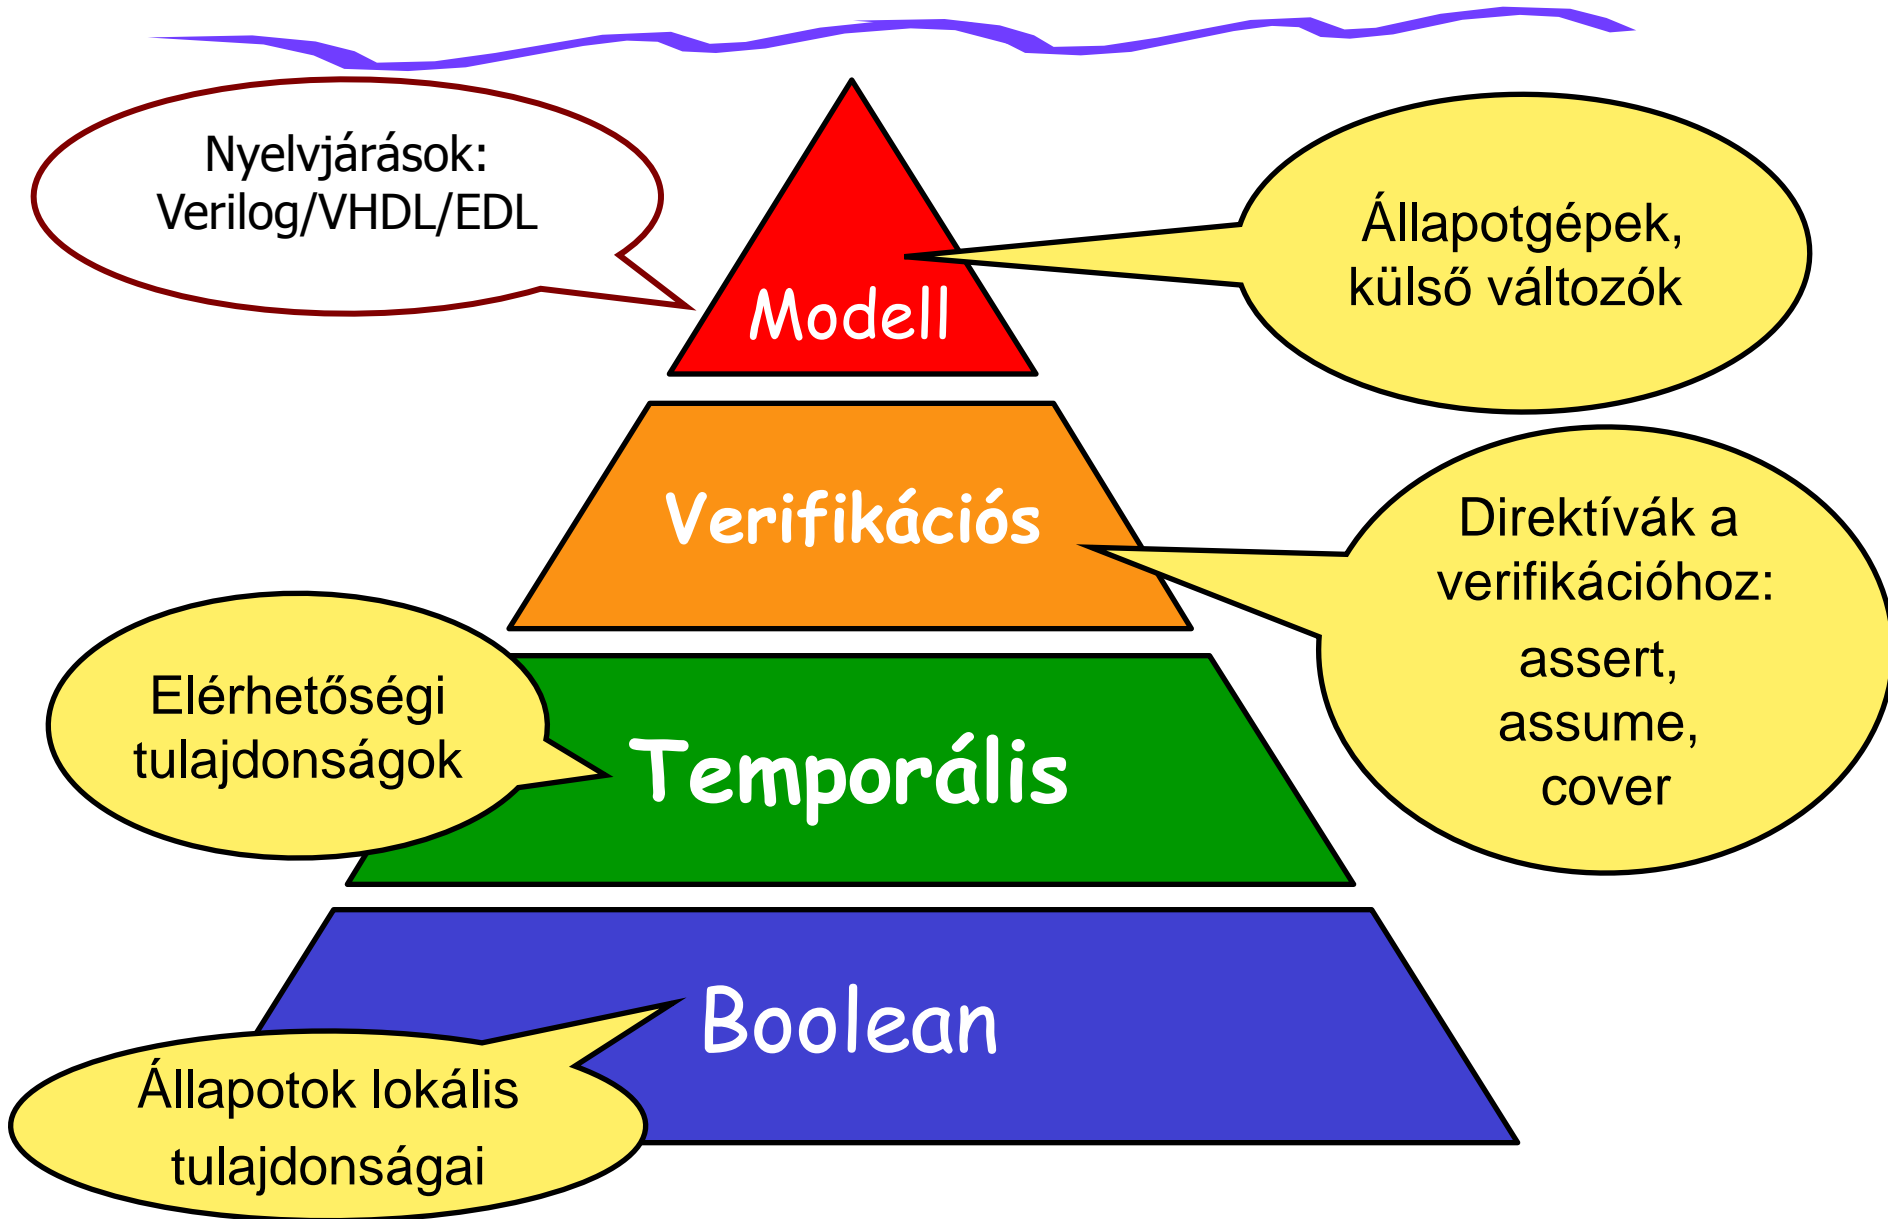 Nyelvjárások:
Verilog/VHDL/EDL
Állapotgépek,
külső változók
Modell
Verifikációs
Direktívák a
verifikációhoz:
assert,
assume,
cover
Elérhetőségi
tulajdonságok
Temporális
Boolean
Állapotok lokális
tulajdonságai